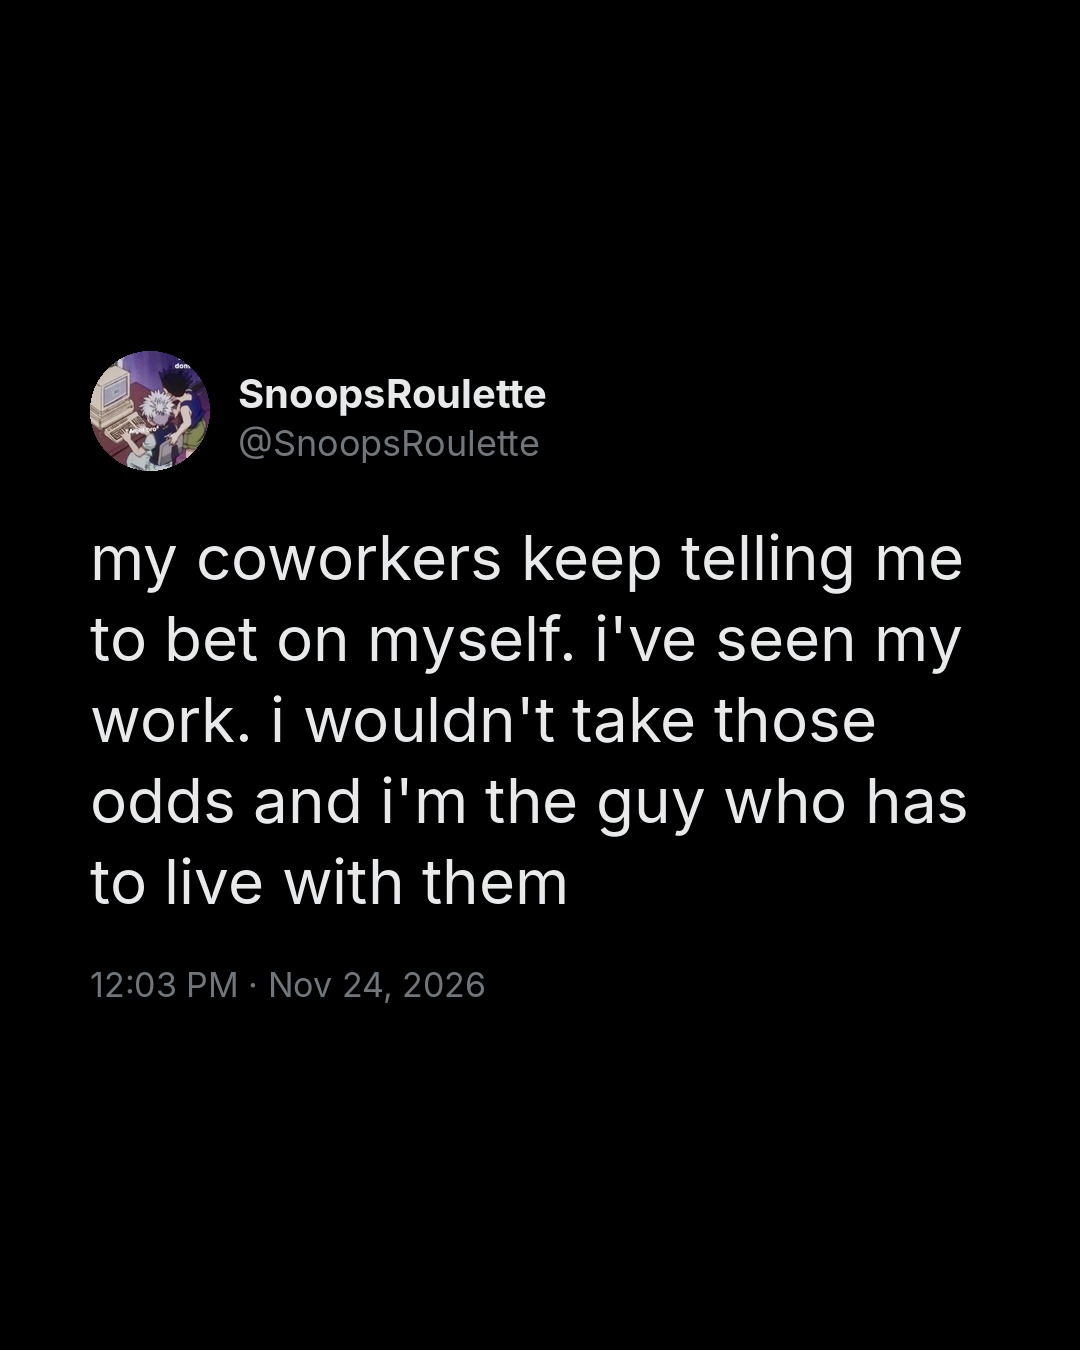 SnoopsRoulette
@SnoopsRoulette
my coworkers keep telling me
to bet on myself. i've seen my
work. i wouldn't take those
odds and i'm the guy who has
to live with them
12:03 PM · Nov 24, 2026